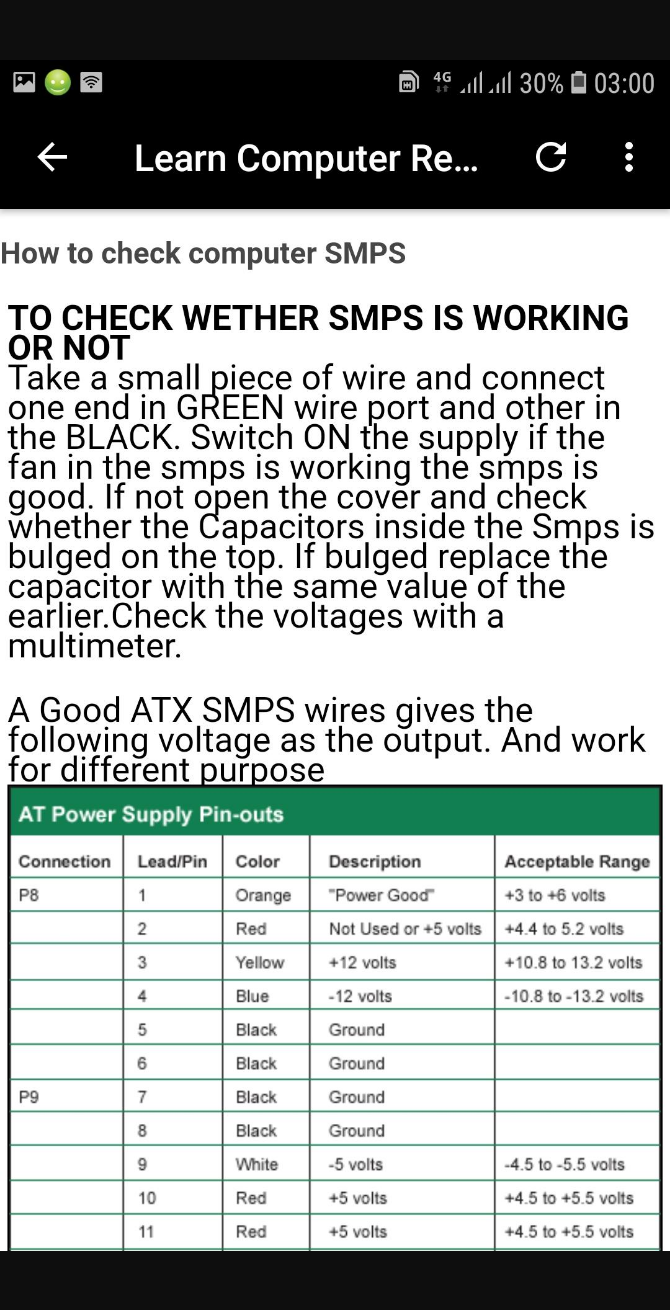 4G 30% 03:00
Learn Computer Re...
How to check computer SMPS
TO CHECK WETHER SMPS IS WORKING
OR NOT
Take a small piece of wire and connect
one end in GREEN wire port and other in
the BLACK. Switch ON the supply if the
fan in the smps is working the smps is
good. If not open the cover and check
whether the Capacitors inside the Smps is
bulged on the top. If bulged replace the
capacitor with the same value of the
earlier.Check the voltages with a
multimeter.
A Good ATX SMPS wires gives the
following voltage as the output. And work
for different purpose
AT Power Supply Pin-outs
Connection Lead/Pin Color Description Acceptable Range
P8 1 Orange "Power Good" +3 to +6 volts
2 Red Not Used or +5 volts +4.4 to 5.2 volts
3 Yellow +12 volts +10.8 to 13.2 volts
4 Blue -12 volts -10.8 to -13.2 volts
5 Black Ground
6 Black Ground
P9 7 Black Ground
8 Black Ground
9 White -5 volts -4.5 to -5.5 volts
10 Red +5 volts +4.5 to +5.5 volts
11 Red +5 volts +4.5 to +5.5 volts